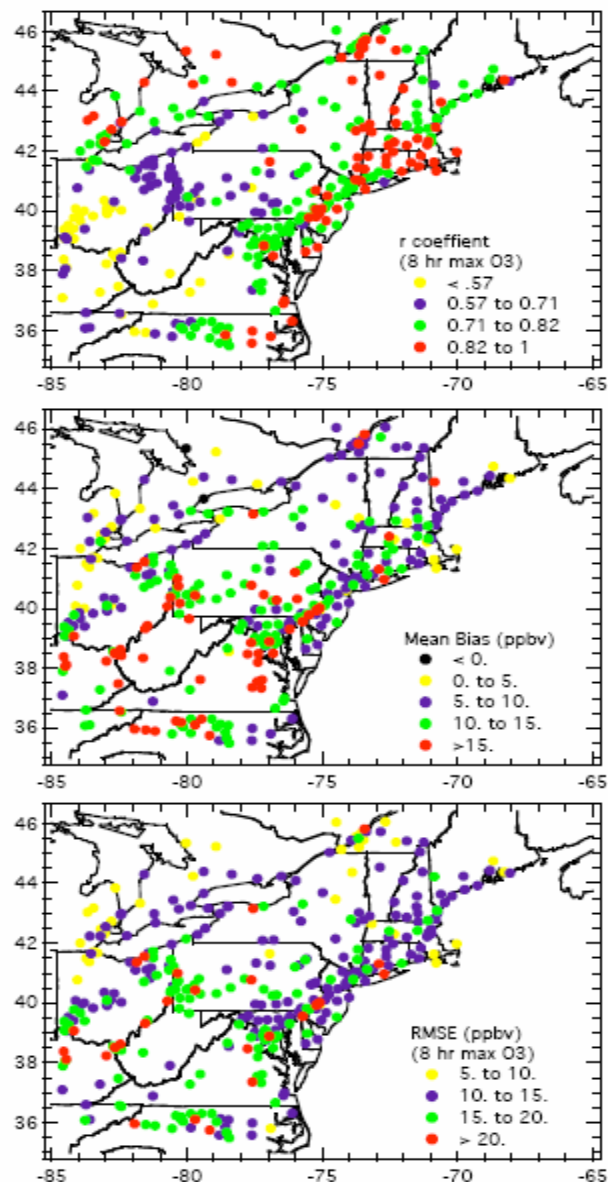 46
44
42
40
38
36
r coeffient
(8 hr max O3)
< .57
0.57 to 0.71
0.71 to 0.82
0.82 to 1
-85 -80 -75 -70 -65
46
44
42
40
38
36
Mean Bias (ppbv)
< 0.
0. to 5.
5. to 10.
10. to 15.
>15.
-85 -80 -75 -70 -65
46
44
42
40
38
36
RMSE (ppbv)
(8 hr max O3)
5. to 10.
10. to 15.
15. to 20.
> 20.
-85 -80 -75 -70 -65